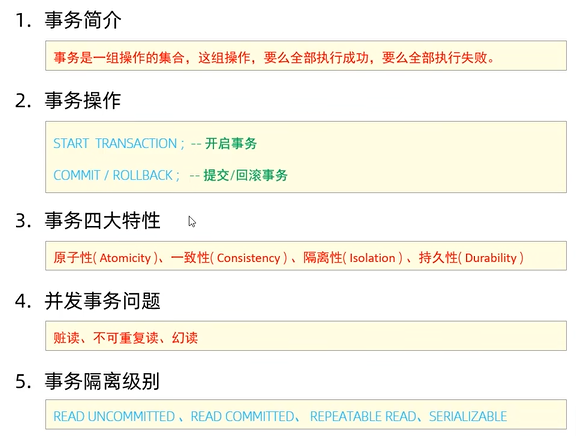 1. 事务简介
事务是一组操作的集合，这组操作，要么全部执行成功，要么全部执行失败。
2. 事务操作
START TRANSACTION ; -- 开启事务
COMMIT / ROLLBACK ; -- 提交/回滚事务
3. 事务四大特性
原子性( Atomicity )、一致性( Consistency ) 、隔离性( Isolation ) 、持久性( Durability )
4. 并发事务问题
赃读、不可重复读、幻读
5. 事务隔离级别
READ UNCOMMITTED 、READ COMMITTED、 REPEATABLE READ、SERIALIZABLE